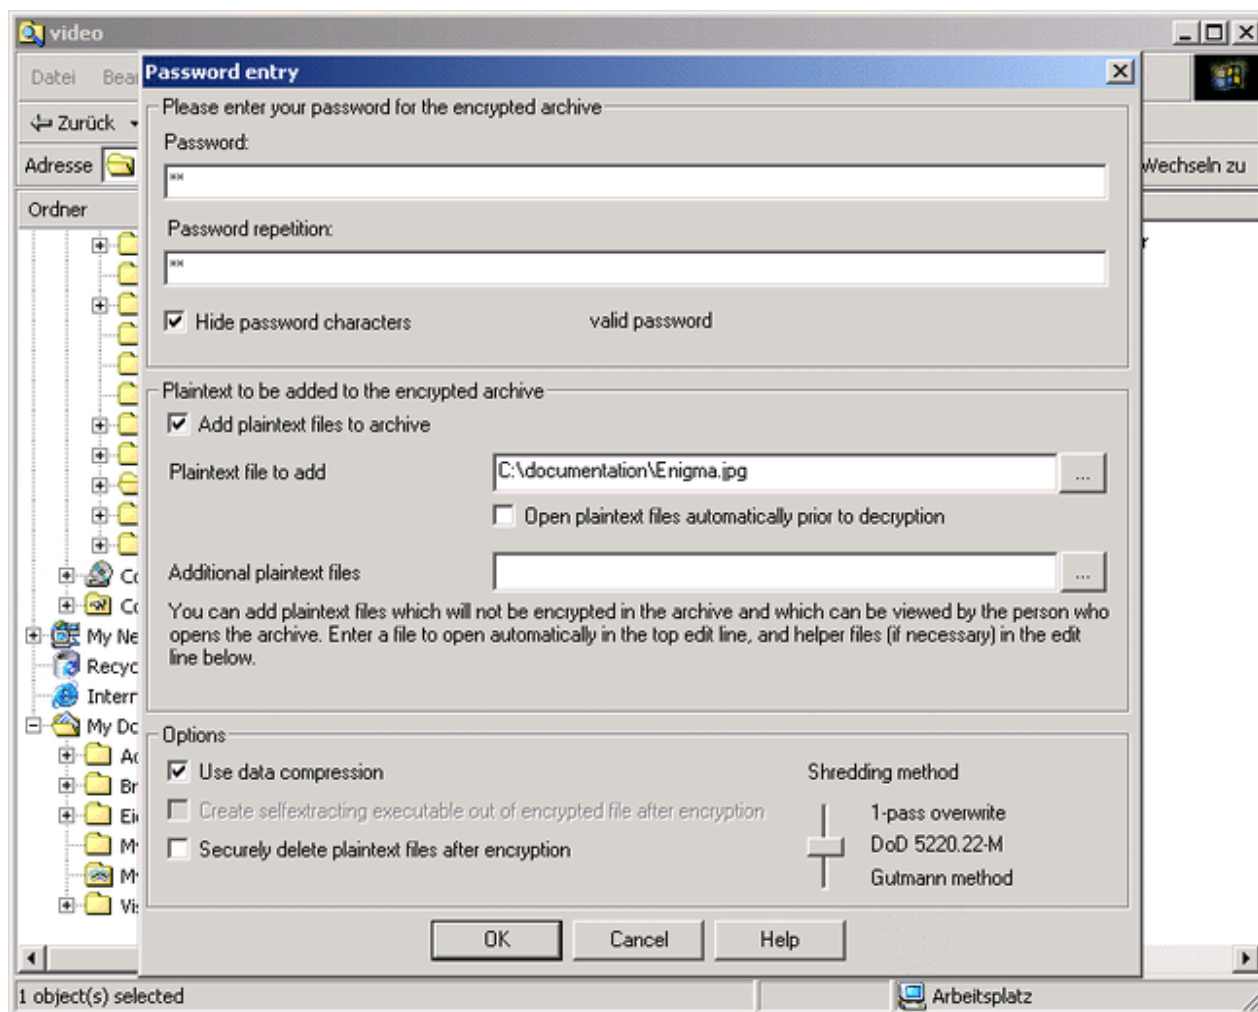 video
Datei
Password entry
Please enter your password for the encrypted archive
Zurück
Password:
Adresse
**
Wechseln zu
Ordner
Password repetition:
**
Hide password characters valid password
Plaintext to be added to the encrypted archive
Add plaintext files to archive
Plaintext file to add C:\documentation\Enigma.jpg ...
Open plaintext files automatically prior to decryption
Additional plaintext files ...
You can add plaintext files which will not be encrypted in the archive and which can be viewed by the person who
opens the archive. Enter a file to open automatically in the top edit line, and helper files (if necessary) in the edit
line below.
My Ne
Recyc
Intern
My Do
Options
Use data compression Shredding method
Create selfextracting executable out of encrypted file after encryption 1-pass overwrite
Securely delete plaintext files after encryption DoD 5220.22-M
Gutmann method
OK Cancel Help
1 object(s) selected Arbeitsplatz